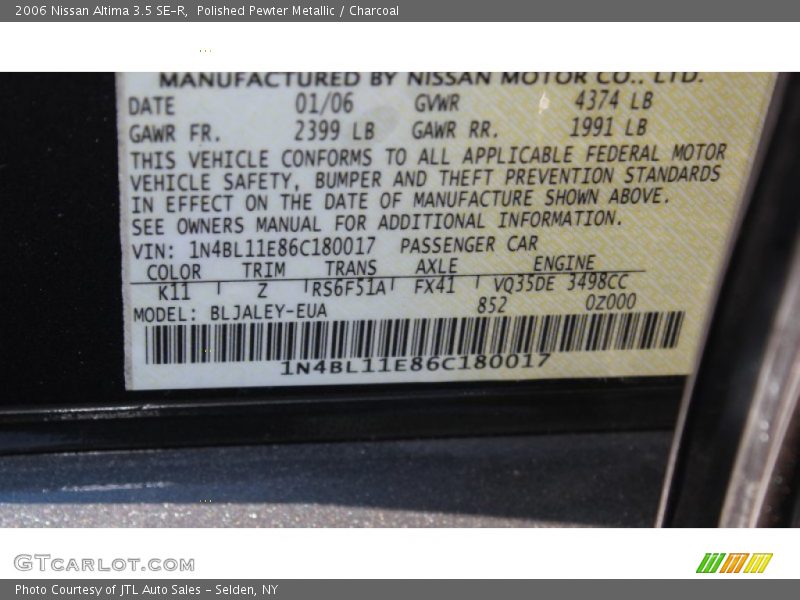 2006 Nissan Altima 3.5 SE-R,  Polished Pewter Metallic / Charcoal
MANUFACTURED BY NISSAN MOTOR CO., LTD.
DATE 01/06 GVWR 4374 LB
GAWR FR. 2399 LB GAWR RR. 1991 LB
THIS VEHICLE CONFORMS TO ALL APPLICABLE FEDERAL MOTOR
VEHICLE SAFETY, BUMPER AND THEFT PREVENTION STANDARDS
IN EFFECT ON THE DATE OF MANUFACTURE SHOWN ABOVE.
SEE OWNERS MANUAL FOR ADDITIONAL INFORMATION.
VIN: 1N4BL11E86C180017 PASSENGER CAR
COLOR TRIM TRANS AXLE ENGINE
K11 Z RS6F51A FX41 VQ35DE 3498CC
MODEL: BLJALEY-EUA 852 0Z000
1N4BL11E86C180017
GTCARLOT.COM
Photo Courtesy of JTL Auto Sales - Selden, NY